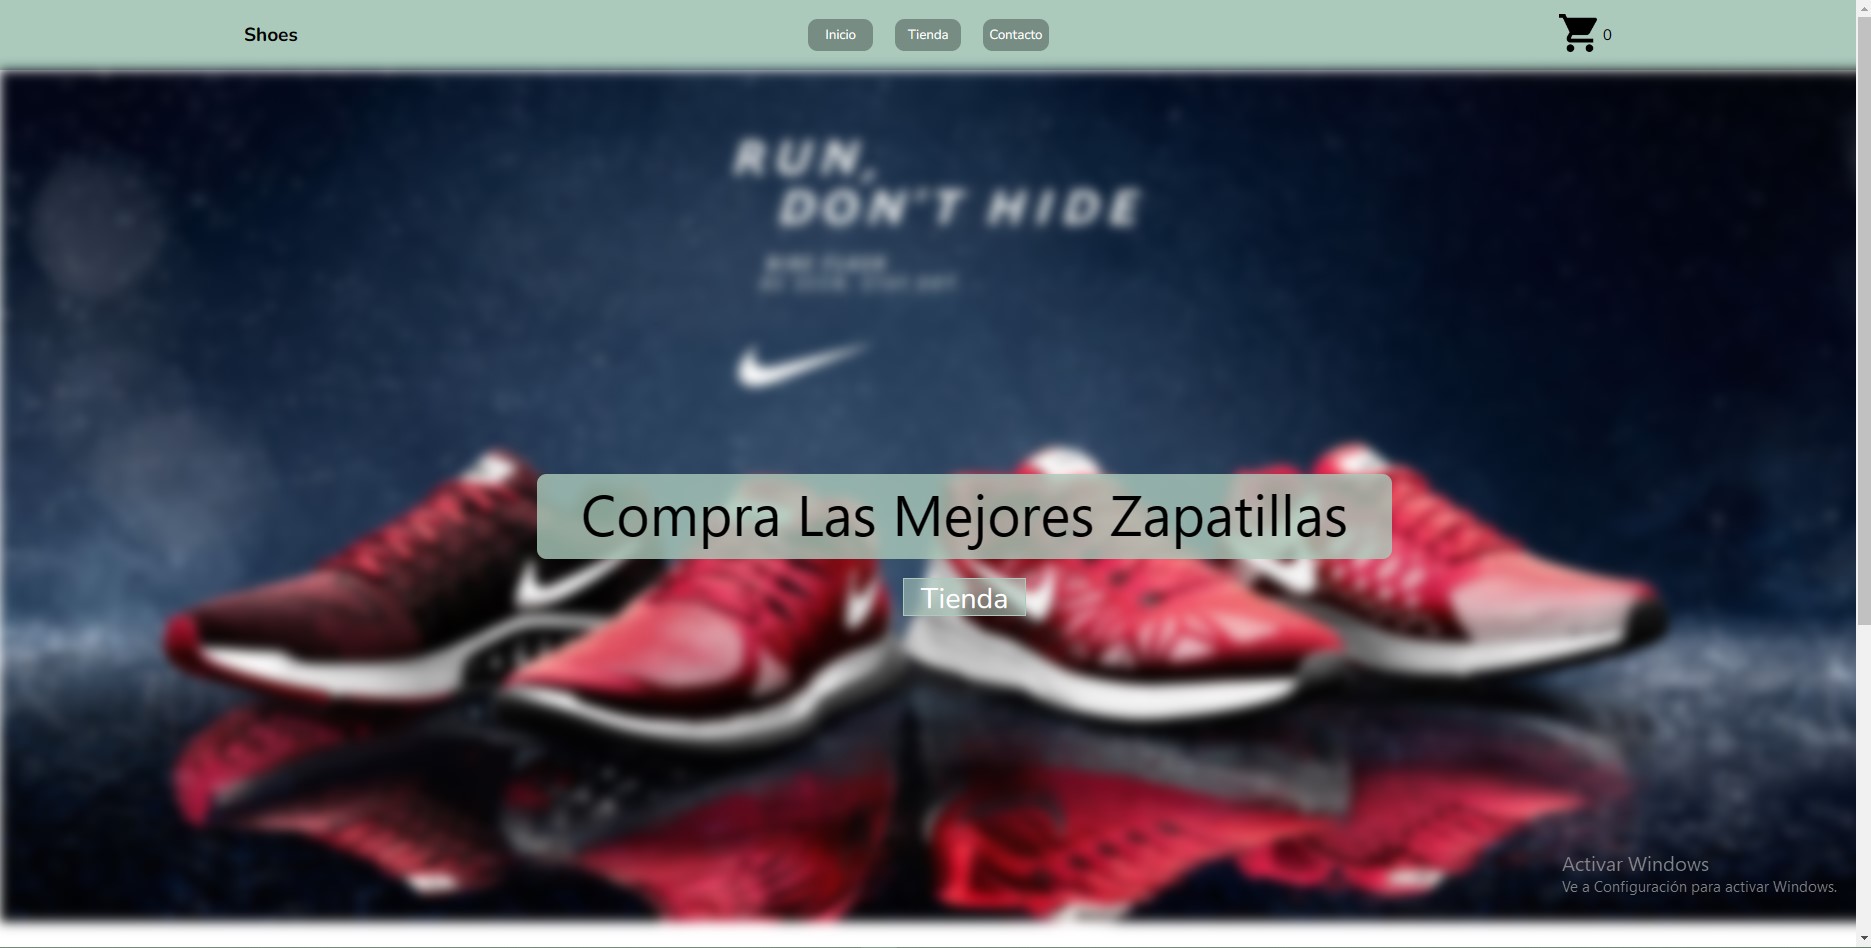 Shoes
Inicio
Tienda
Contacto
0
RUN,
DON'T HIDE
Compra Las Mejores Zapatillas
Tienda
Activar Windows
Ve a Configuración para activar Windows.